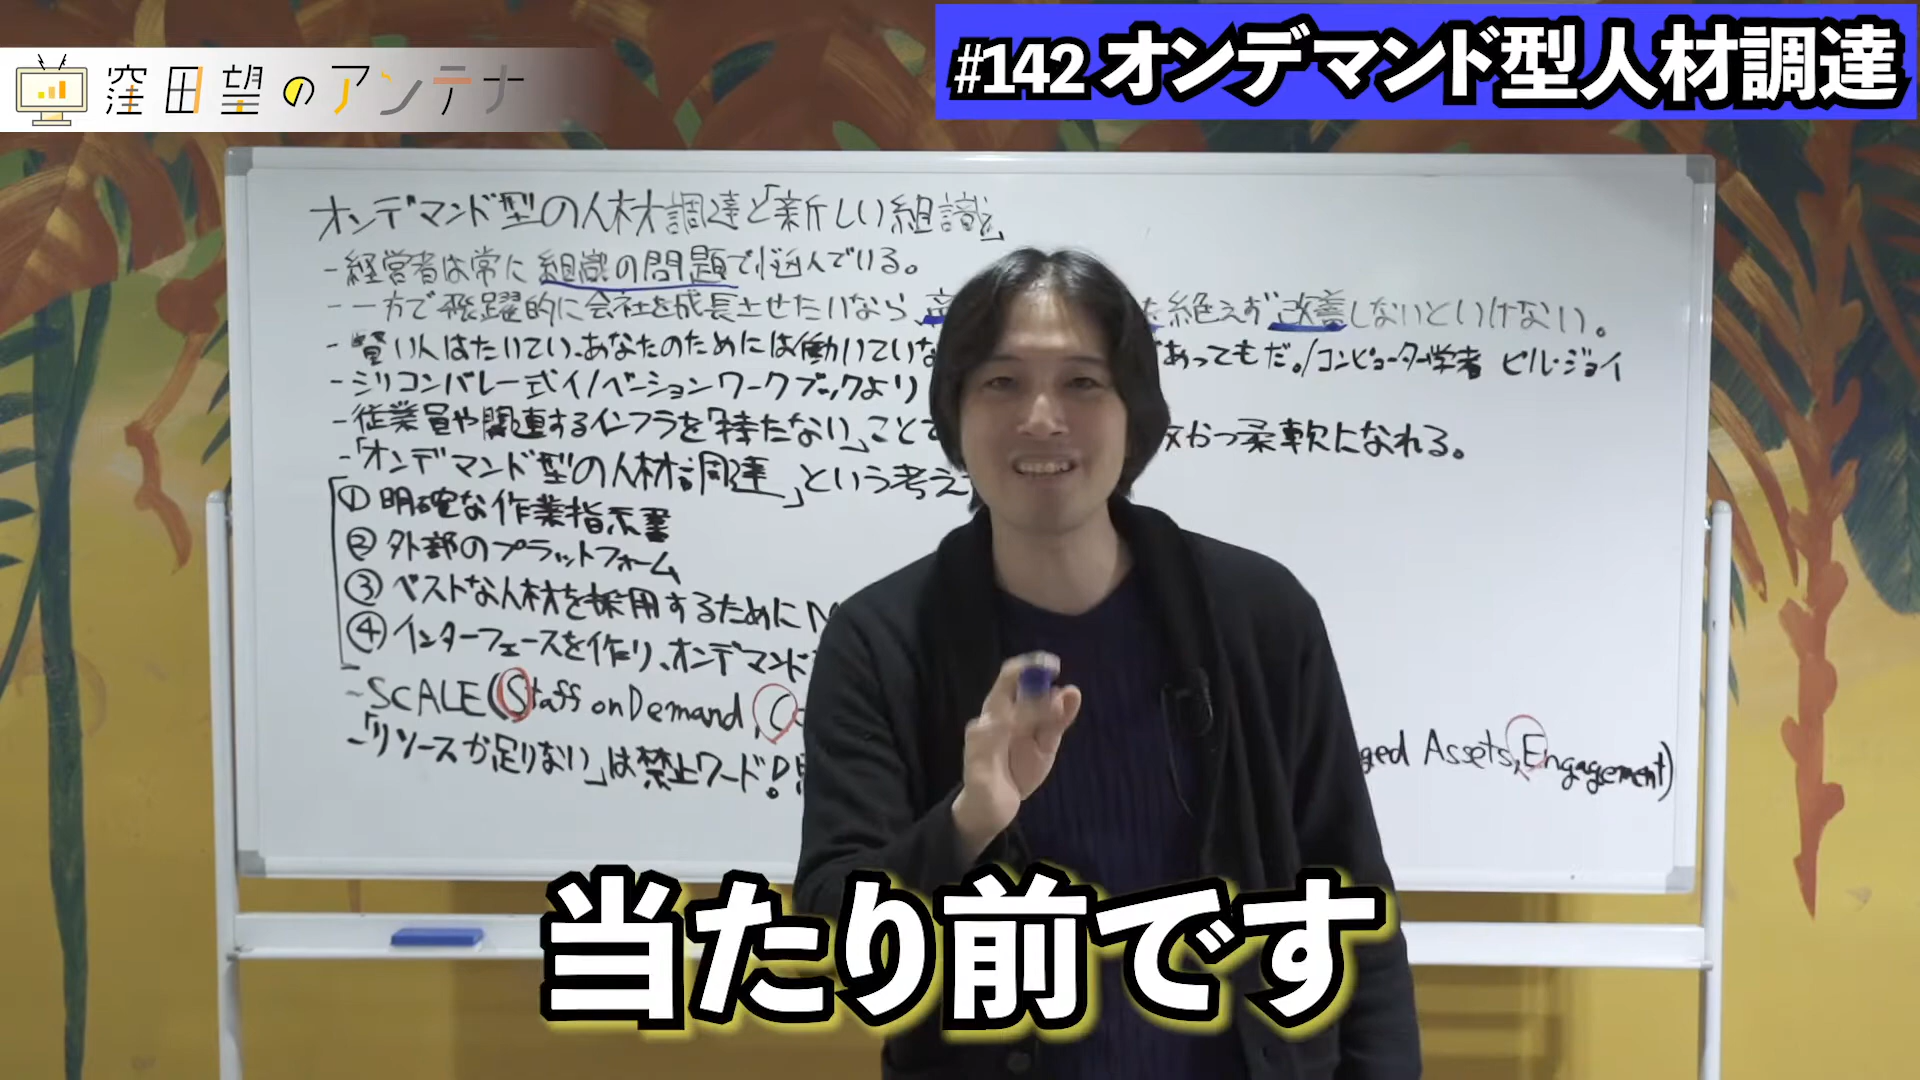 窪田望のアンテナ
#142 オンデマンド型人材調達
オンデマンド型の人材調達と「新しい組織」
-経営者は常に組織の問題で悩んでいる。
-一方で飛躍的に会社を成長させたいなら、 絶えず改善しないといけない。
-賢い人はたいてい、あなたのためには働いていな あってもだ。/コンピューター学者 ビル・ジョイ
-シリコンバレー式イノベーションワークブックより
-従業員や関連するインフラを「持たない」ことで かつ柔軟になれる。
-「オンデマンド型の人材調達」という考え
① 明確な作業指示書
② 外部のプラットフォーム
③ ベストな人材を採用するために
④ インターフェースを作り、オンデマンド
-SCALE(Staff on Demand, C ged Assets, Engagement)
-「リソースが足りない」は禁止ワード!
当たり前です